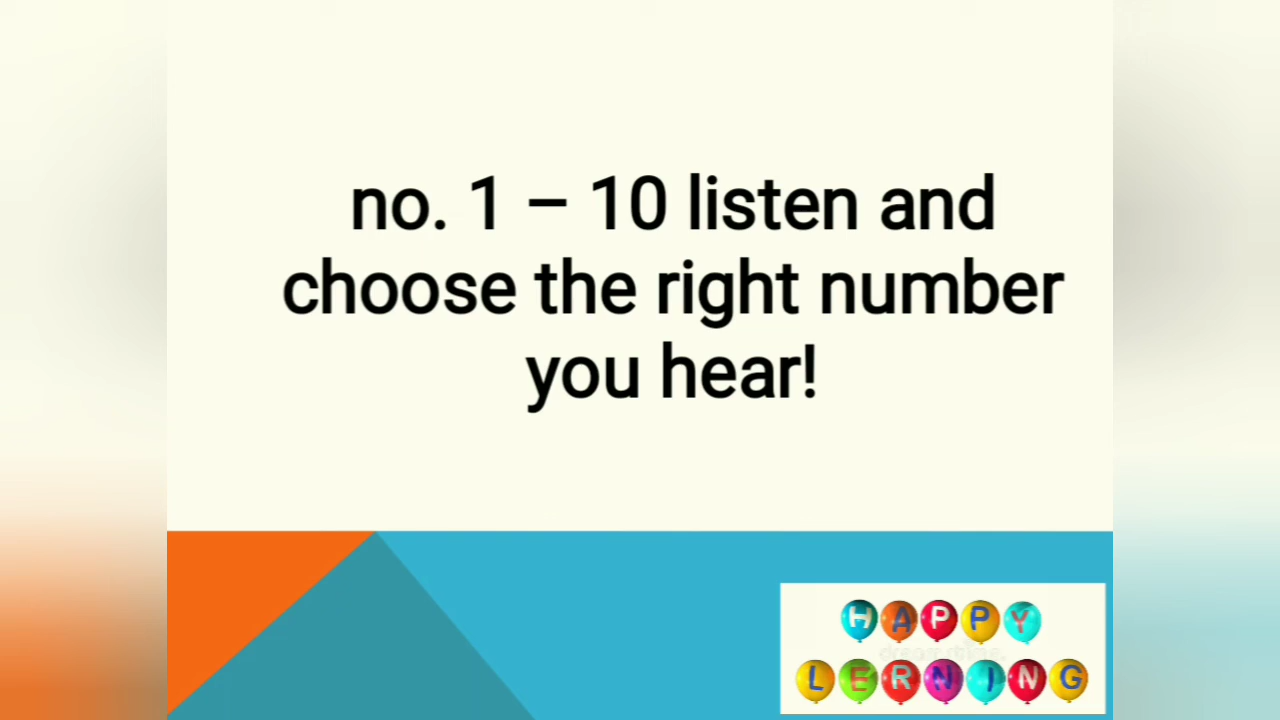 no. 1 – 10 listen and
choose the right number
you hear!
HAPPY
LERNING